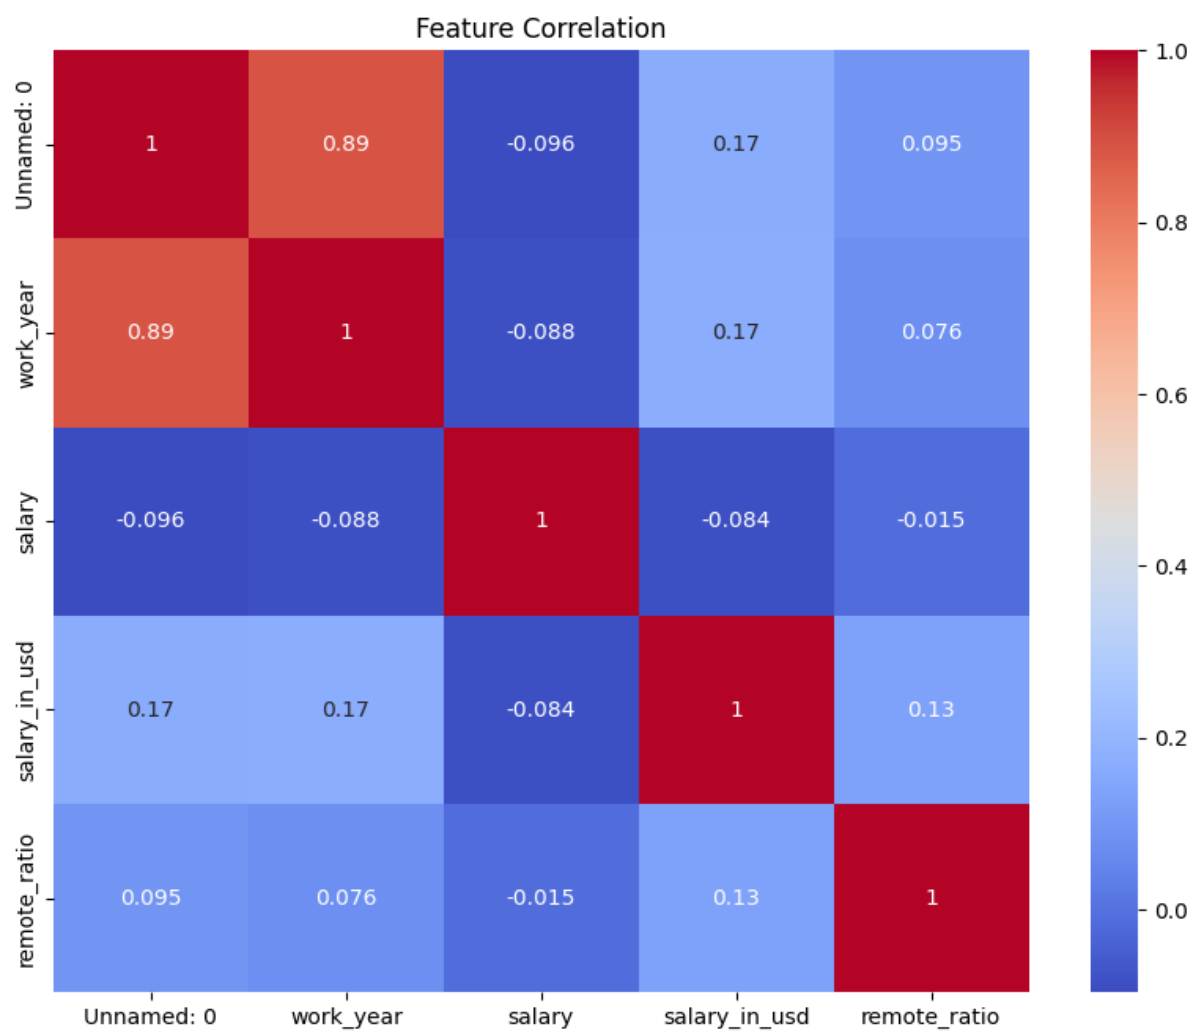 Feature Correlation
Unnamed: 0
1
0.89
-0.096
0.17
0.095
work_year
0.89
1
-0.088
0.17
0.076
salary
-0.096
-0.088
1
-0.084
-0.015
salary_in_usd
0.17
0.17
-0.084
1
0.13
remote_ratio
0.095
0.076
-0.015
0.13
1
Unnamed: 0
work_year
salary
salary_in_usd
remote_ratio
1.0
0.8
0.6
0.4
0.2
0.0